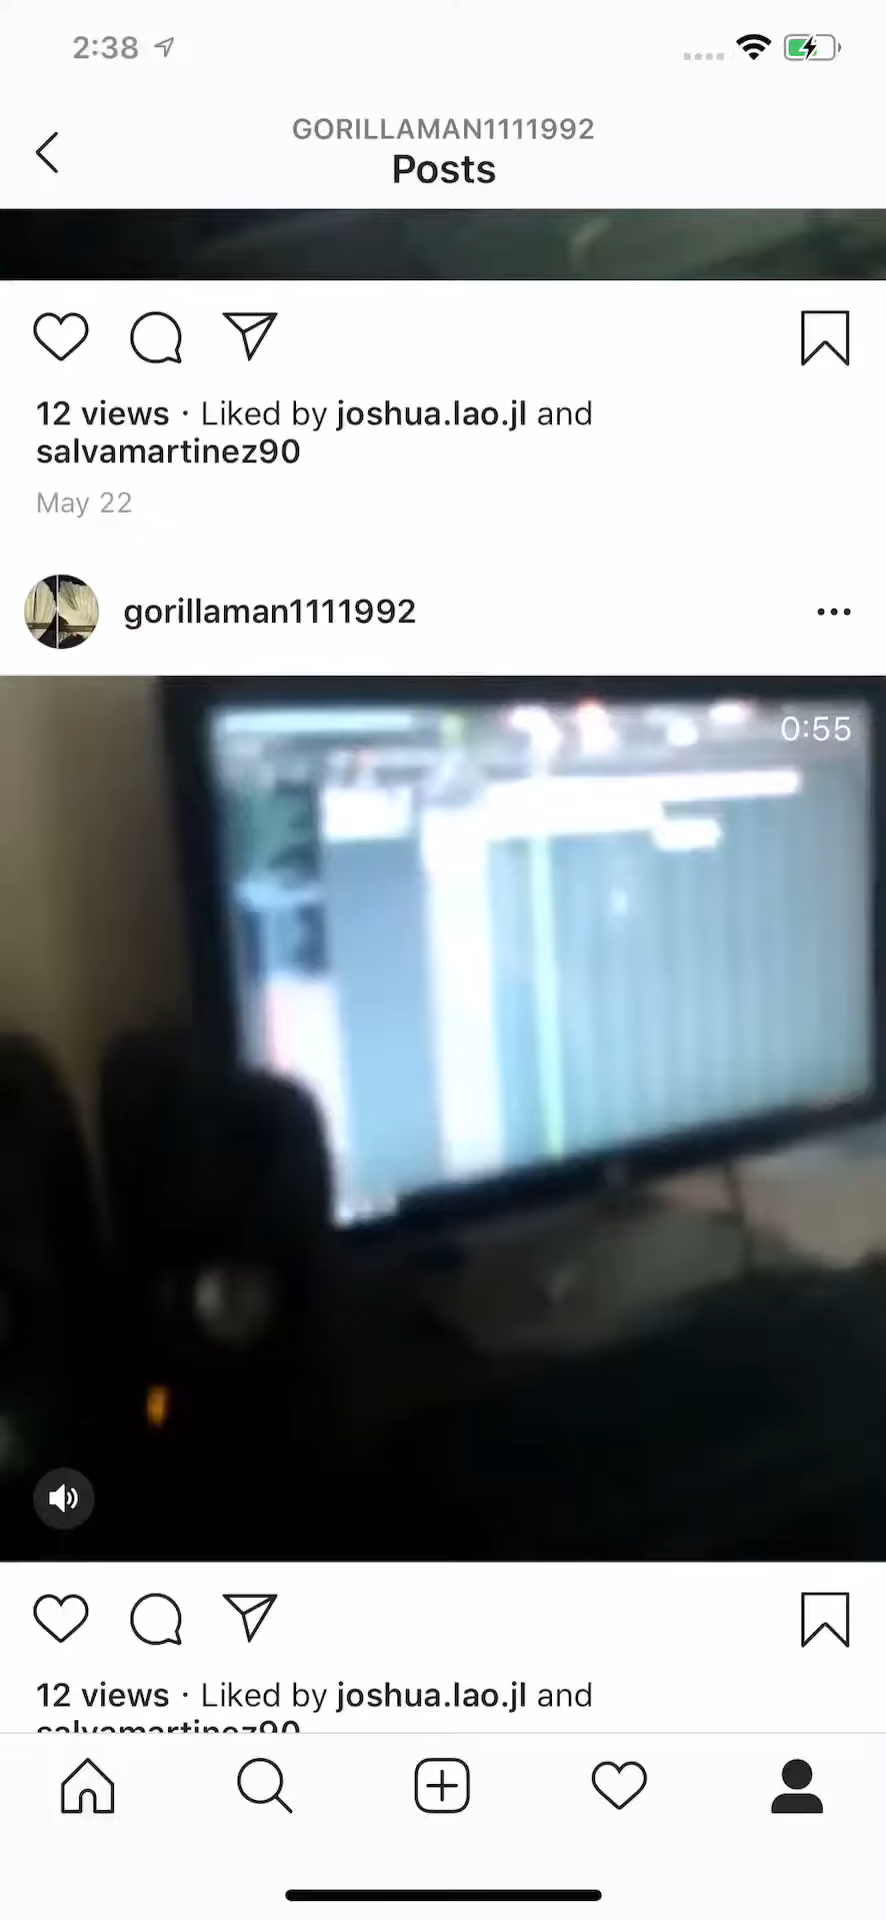 2:38
GORILLAMAN1111992
Posts
12 views · Liked by joshua.lao.jl and
salvamartinez90
May 22
gorillaman1111992
0:55
12 views · Liked by joshua.lao.jl and
salvamartinez90